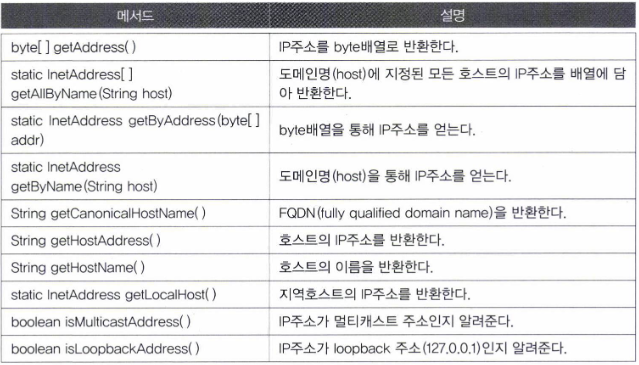 메서드 설명
byte[ ] getAddress( ) IP주소를 byte배열로 반환한다.
static InetAddress[ ] 도메인명(host)에 지정된 모든 호스트의 IP주소를 배열에 담
getAllByName(String host) 아 반환한다.
static InetAddress getByAddress(byte[ ]
addr)
byte배열을 통해 IP주소를 얻는다.
static InetAddress
getByName(String host)
도메인명(host)을 통해 IP주소를 얻는다.
String getCanonicalHostName( ) FQDN(fully qualified domain name)을 반환한다.
String getHostAddress( ) 호스트의 IP주소를 반환한다.
String getHostName( ) 호스트의 이름을 반환한다.
static InetAddress getLocalHost( ) 지역호스트의 IP주소를 반환한다.
boolean isMulticastAddress( ) IP주소가 멀티캐스트 주소인지 알려준다.
boolean isLoopbackAddress( ) IP주소가 loopback 주소(127.0.0.1)인지 알려준다.